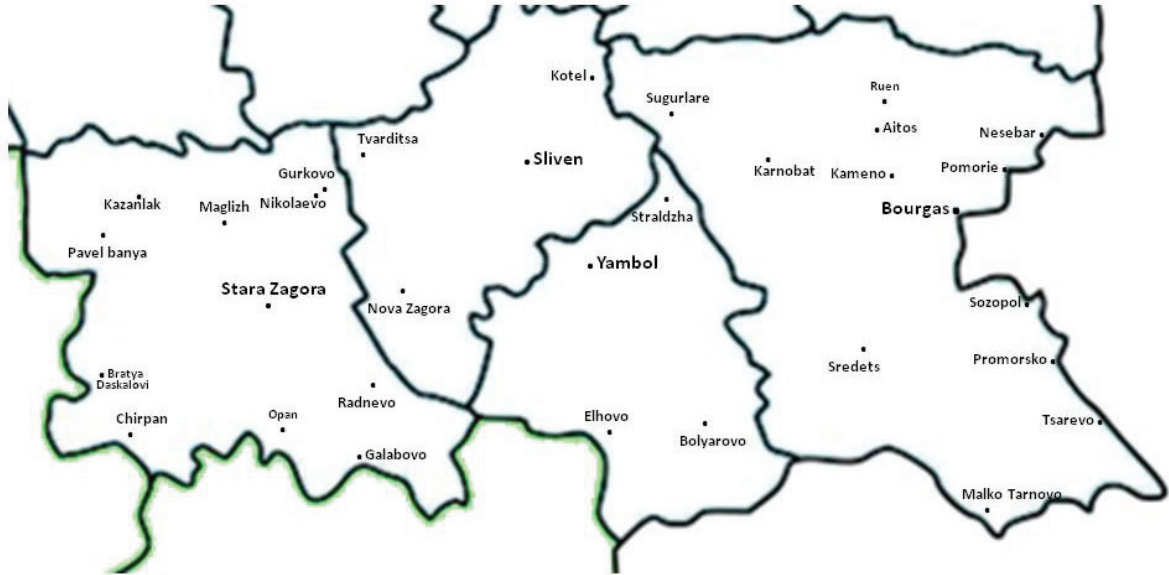 Kotel
Sugurlare
Ruen
Aitos
Nesebar
Tvarditsa
Sliven
Karnobat
Kameno
Pomorie
Gurkovo
Nikolaevo
Kazanlak
Maglizh
Straldzha
Bourgas
Pavel banya
Yambol
Stara Zagora
Nova Zagora
Sozopol
Sredets
Promorsko
Bratya
Daskalovi
Radnevo
Chirpan
Opan
Elhovo
Bolyarovo
Tsarevo
Galabovo
Malko Tarnovo